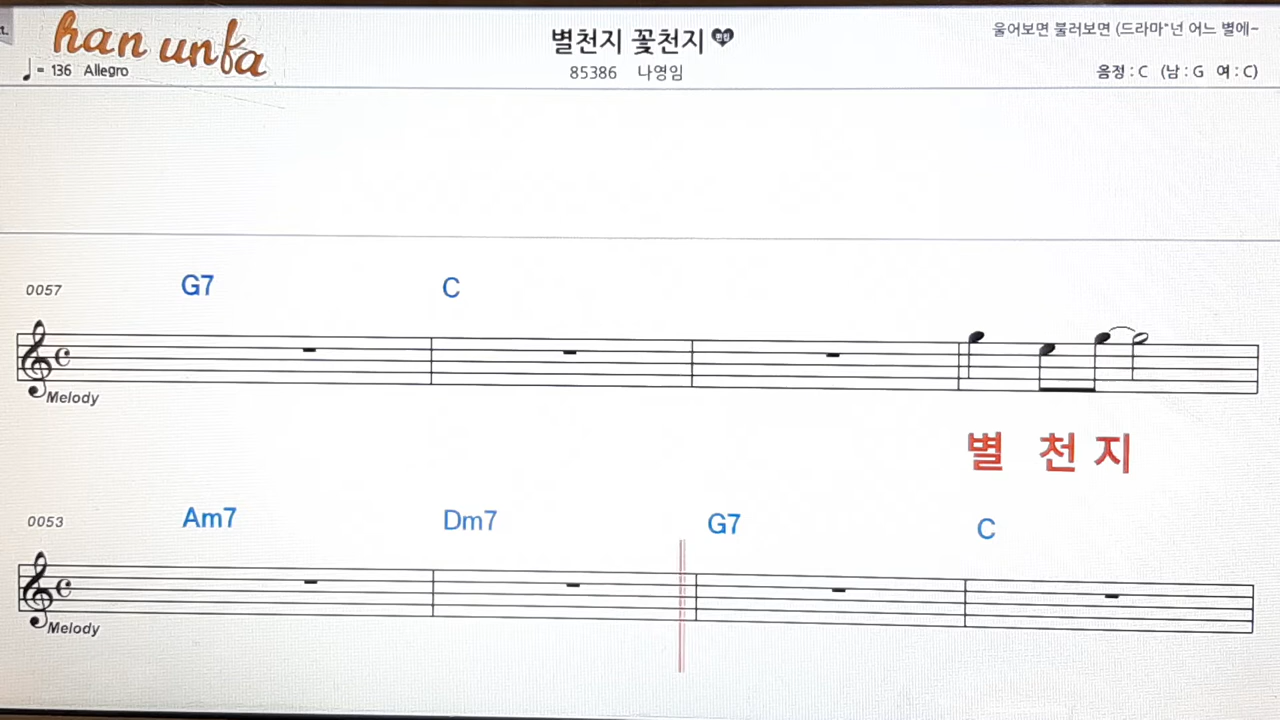 han unfa
별천지 꽃천지 편집
울어보면 불러보면 (드라마"넌 어느 별에~
♩= 136 Allegro
85386 나영임
음정 : C (남 : G 여 : C)
0057 G7 C
Melody
별 천 지
0053 Am7 Dm7 G7 C
Melody